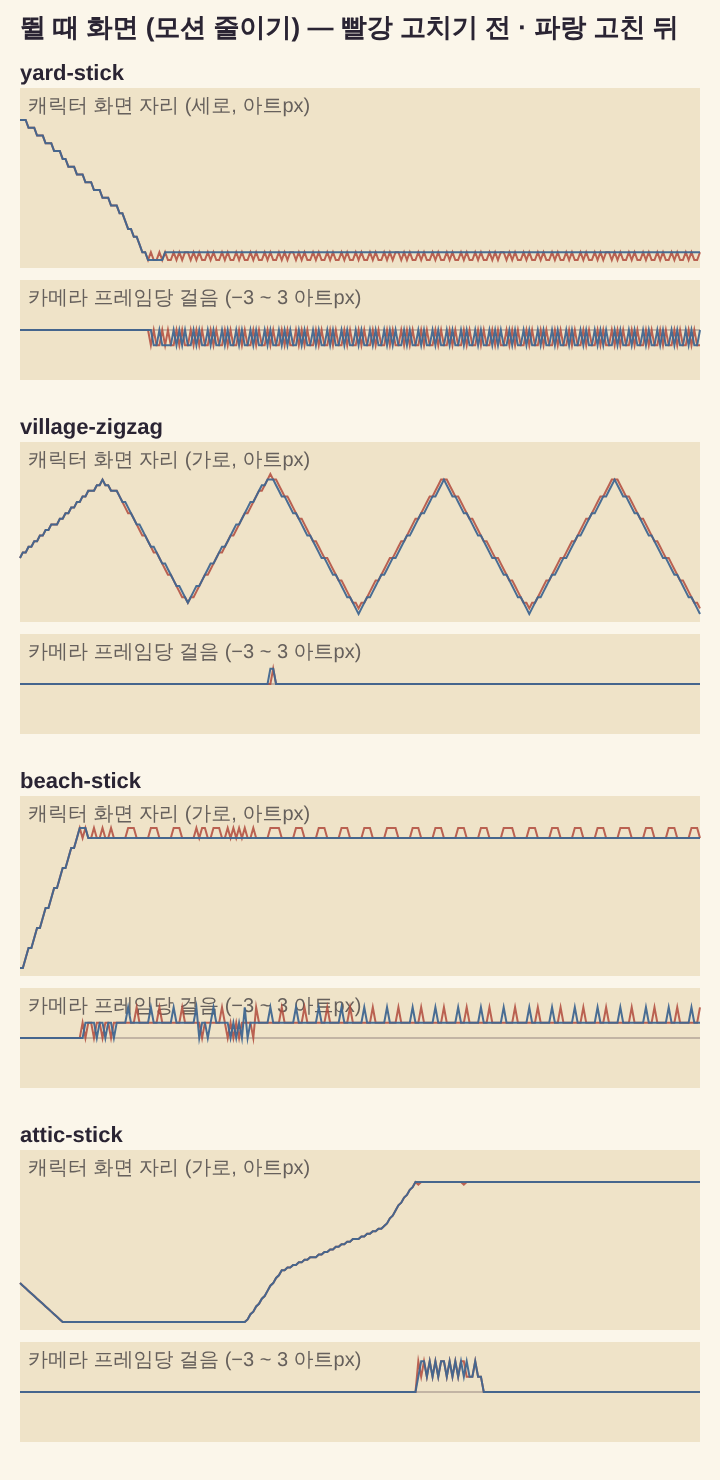 뛸 때 화면 (모션 줄이기) — 빨강 고치기 전 · 파랑 고친 뒤
yard-stick
캐릭터 화면 자리 (세로, 아트px)
카메라 프레임당 걸음 (−3 ~ 3 아트px)
village-zigzag
캐릭터 화면 자리 (가로, 아트px)
카메라 프레임당 걸음 (−3 ~ 3 아트px)
beach-stick
캐릭터 화면 자리 (가로, 아트px)
카메라 프레임당 걸음 (−3 ~ 3 아트px)
attic-stick
캐릭터 화면 자리 (가로, 아트px)
카메라 프레임당 걸음 (−3 ~ 3 아트px)